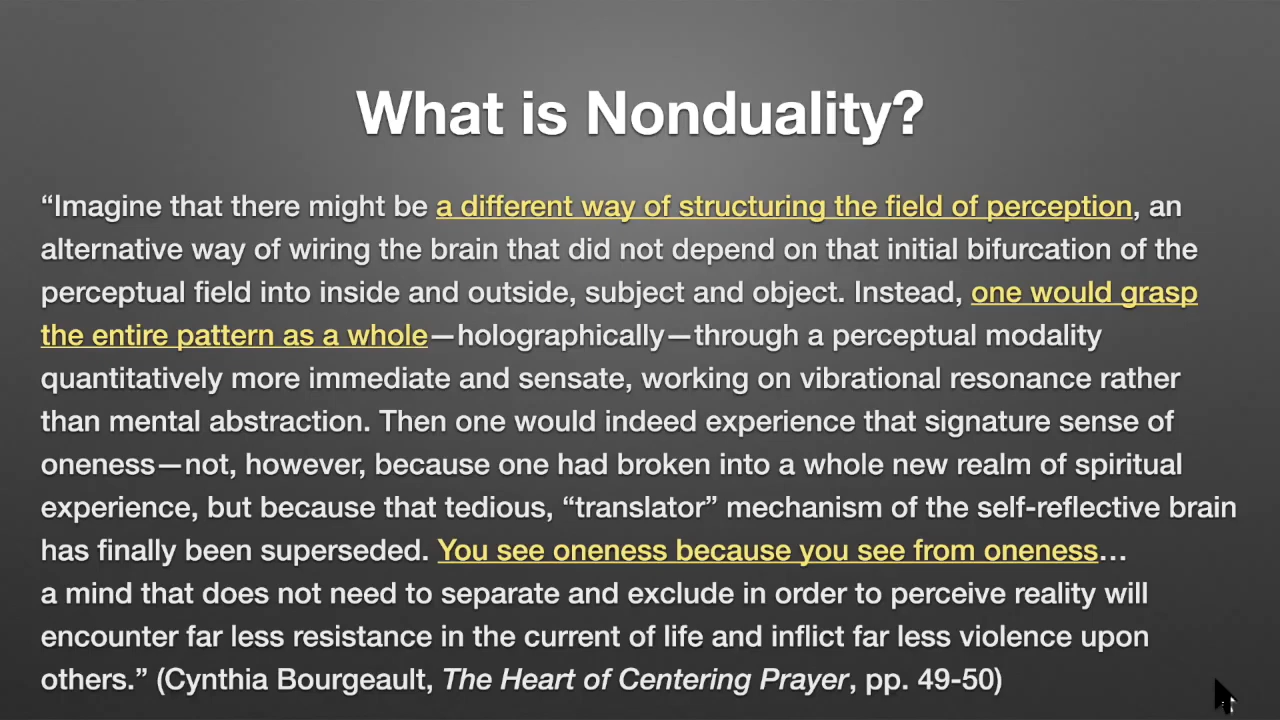 What is Nonduality?
“Imagine that there might be a different way of structuring the field of perception, an
alternative way of wiring the brain that did not depend on that initial bifurcation of the
perceptual field into inside and outside, subject and object. Instead, one would grasp
the entire pattern as a whole—holographically—through a perceptual modality
quantitatively more immediate and sensate, working on vibrational resonance rather
than mental abstraction. Then one would indeed experience that signature sense of
oneness—not, however, because one had broken into a whole new realm of spiritual
experience, but because that tedious, “translator” mechanism of the self-reflective brain
has finally been superseded. You see oneness because you see from oneness…
a mind that does not need to separate and exclude in order to perceive reality will
encounter far less resistance in the current of life and inflict far less violence upon
others.” (Cynthia Bourgeault, The Heart of Centering Prayer, pp. 49-50)